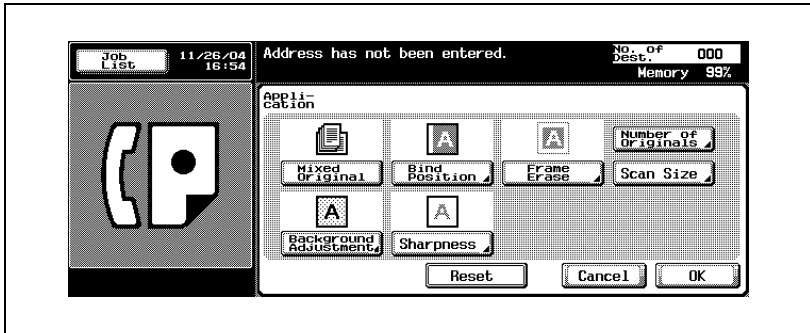 Job
List
11/26/04
16:54
Address has not been entered.
No. of
Dest.
000
Memory 99%
Appli-
cation
Mixed
Original
Bind
Position
Frame
Erase
Number of
Originals
Scan Size
Background
Adjustment
Sharpness
Reset
Cancel
OK
A
A
A
A